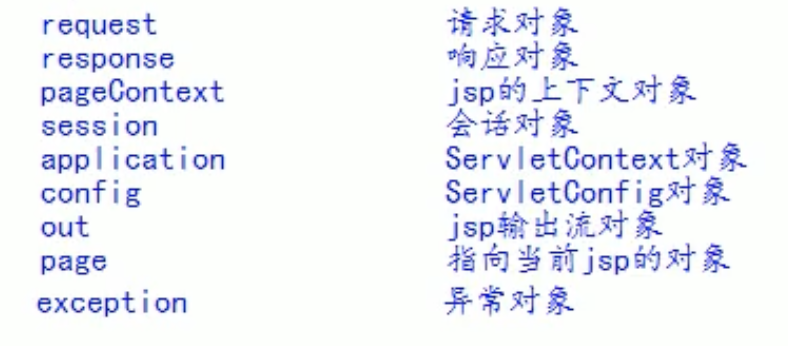 request 请求对象
response 响应对象
pageContext jsp的上下文对象
session 会话对象
application ServletContext对象
config ServletConfig对象
out jsp输出流对象
page 指向当前jsp的对象
exception 异常对象